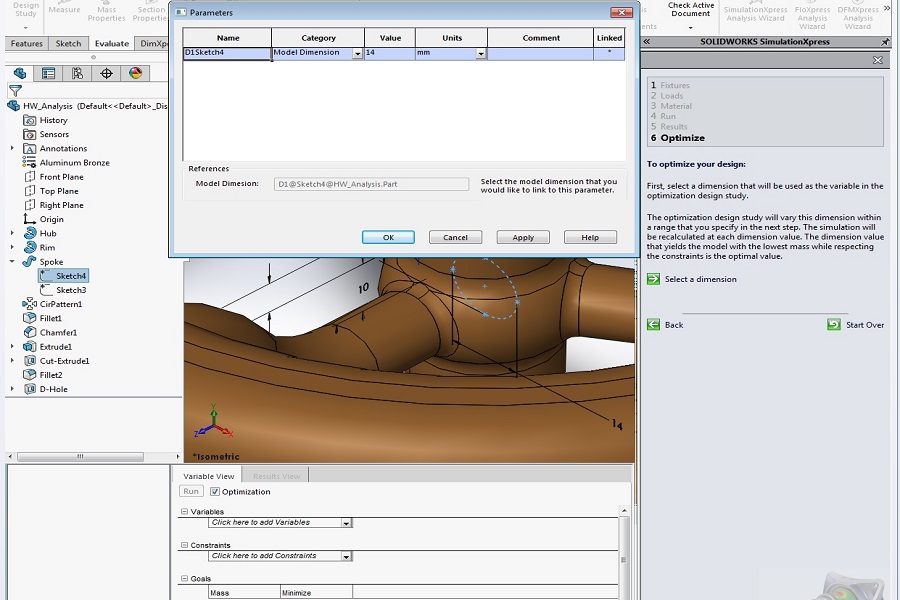 Design Study
Measure
Mass Properties
Section Properties
Check Active Document
SimulationXpress Analysis Wizard
FloXpress Analysis Wizard
DFMXpress Analysis Wizard
»
Features
Sketch
Evaluate
DimXp
Parameters
Name Category Value Units Comment Linked
D1Sketch4 Model Dimension 14 mm *
References
Model Dimesion: D1@Sketch4@HW_Analysis.Part
Select the model dimension that you
would like to link to this parameter.
OK Cancel Apply Help
HW_Analysis (Default<<Default>_Dis
History
Sensors
Annotations
Aluminum Bronze
Front Plane
Top Plane
Right Plane
Origin
Hub
Rim
Spoke
Sketch4
Sketch3
CirPattern1
Fillet1
Chamfer1
Extrude1
Cut-Extrude1
Fillet2
D-Hole
10
14
*Isometric
Variable View Results View
Run Optimization
Variables
Click here to add Variables
Constraints
Click here to add Constraints
Goals
Mass Minimize
« SOLIDWORKS SimulationXpress
1 Fixtures
2 Loads
3 Material
4 Run
5 Results
6 Optimize
To optimize your design:
First, select a dimension that will be used as the variable in the
optimization design study.
The optimization design study will vary this dimension within
a range that you specify in the next step. The simulation will
be recalculated at each dimension value. The dimension value
that yields the model with the lowest mass while respecting
the constraints is the optimal value.
Select a dimension
Back Start Over